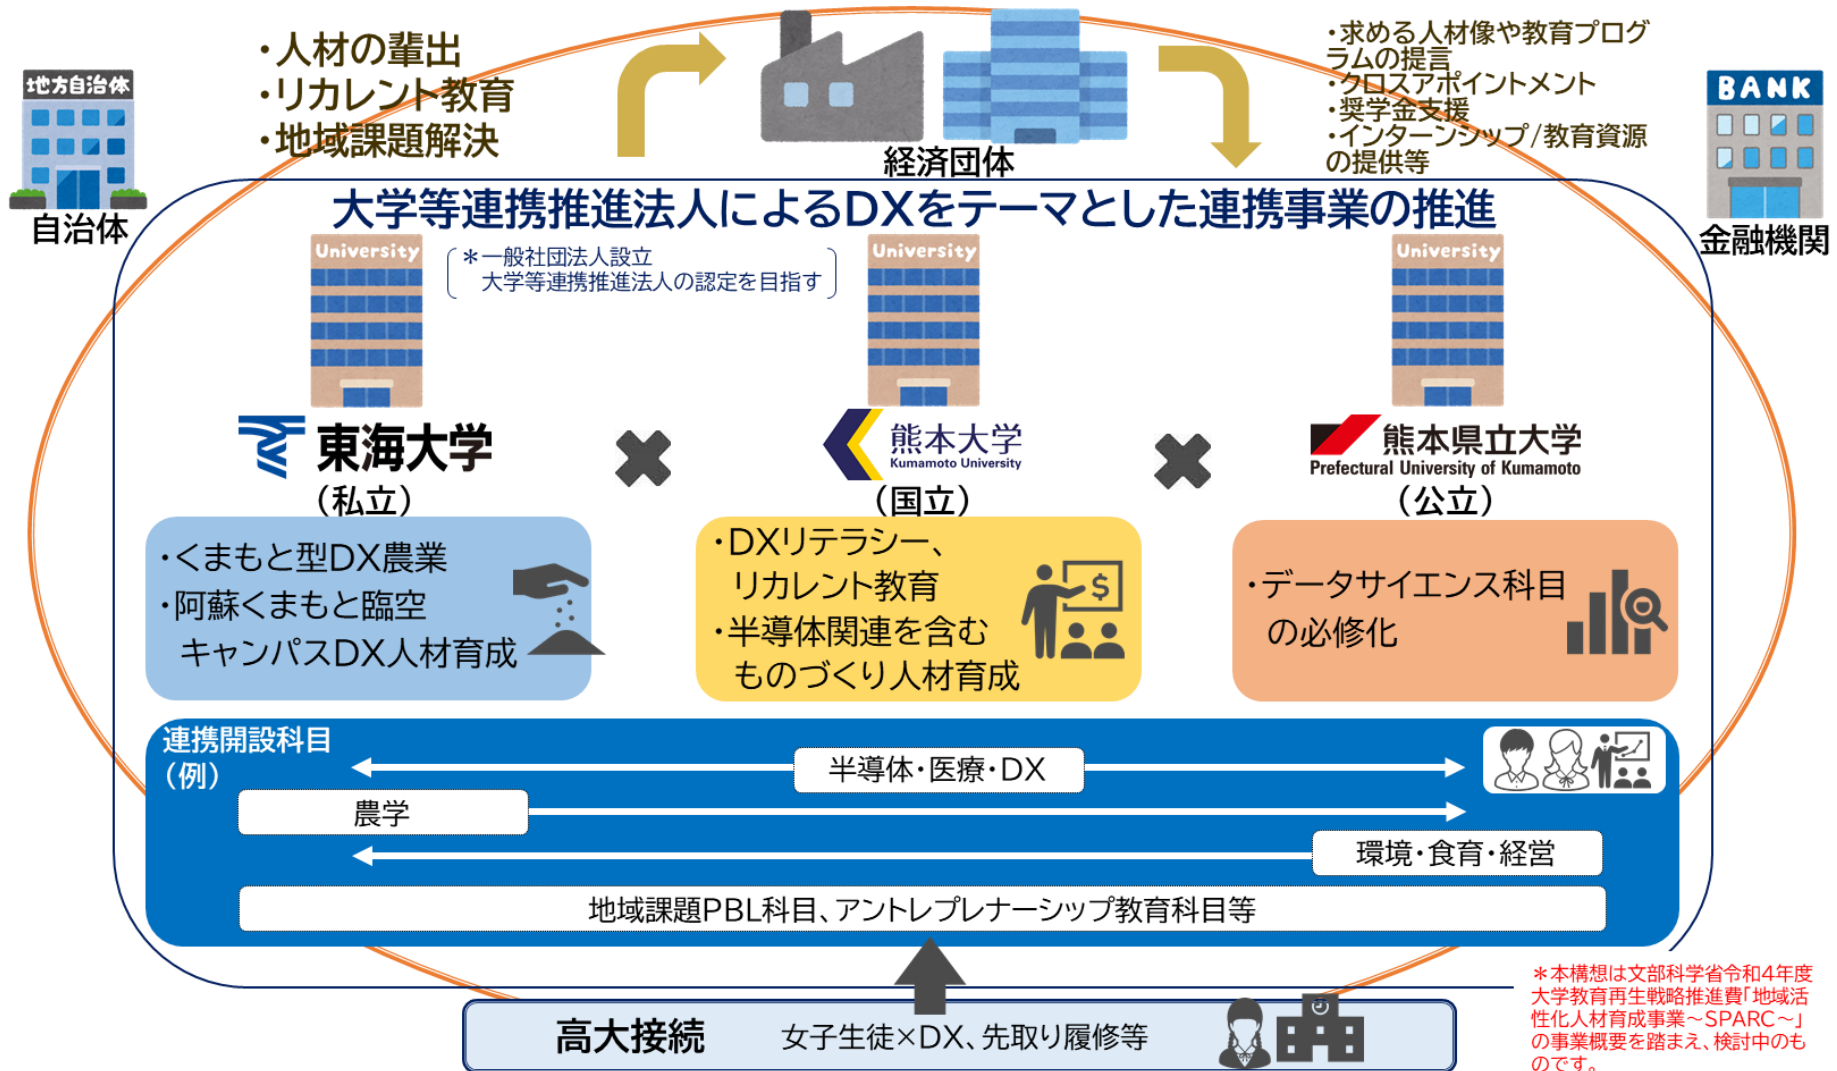 ・人材の輩出
・リカレント教育
・地域課題解決
・求める人材像や教育プログ
ラムの提言
・クロスアポイントメント
・奨学金支援
・インターンシップ/教育資源
の提供等
地方自治体
自治体
経済団体
BANK
金融機関
大学等連携推進法人によるDXをテーマとした連携事業の推進
University
＊一般社団法人設立
大学等連携推進法人の認定を目指す
University
University
東海大学
（私立）
熊本大学
Kumamoto University
（国立）
熊本県立大学
Prefectural University of Kumamoto
（公立）
・くまもと型DX農業
・阿蘇くまもと臨空
キャンパスDX人材育成
・DXリテラシー、
リカレント教育
・半導体関連を含む
ものづくり人材育成
$
・データサイエンス科目
の必修化
連携開設科目
（例）
半導体・医療・DX
農学
環境・食育・経営
地域課題PBL科目、アントレプレナーシップ教育科目等
高大接続
女子生徒×DX、先取り履修等
＊本構想は文部科学省令和4年度
大学教育再生戦略推進費「地域活
性化人材育成事業～SPARC～」
の事業概要を踏まえ、検討中のも
のです。